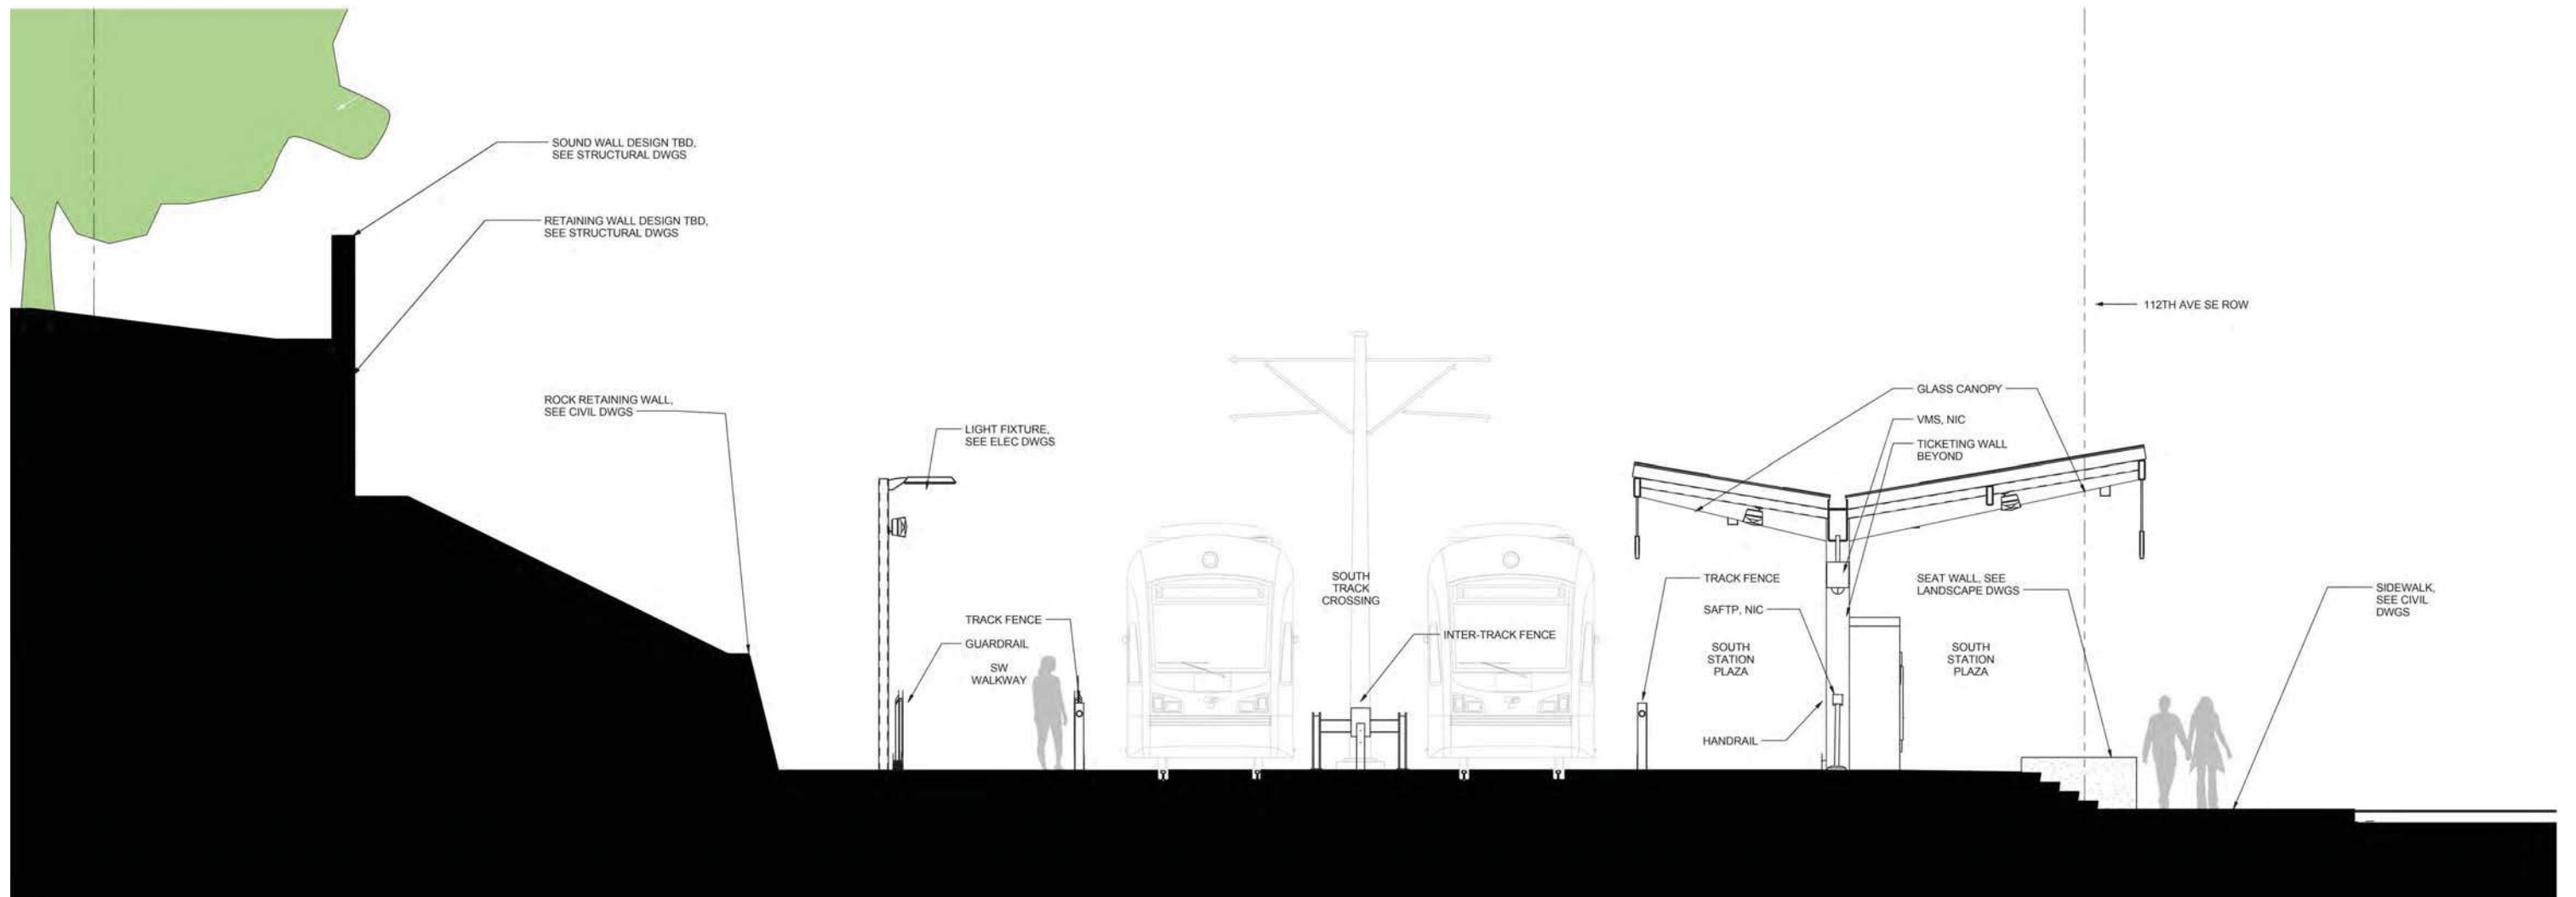 SOUND WALL DESIGN TBD,
SEE STRUCTURAL DWGS
RETAINING WALL DESIGN TBD,
SEE STRUCTURAL DWGS
112TH AVE SE ROW
ROCK RETAINING WALL,
SEE CIVIL DWGS
LIGHT FIXTURE,
SEE ELEC DWGS
GLASS CANOPY
VMS, NIC
TICKETING WALL
BEYOND
SOUTH
TRACK
CROSSING
TRACK FENCE
SEAT WALL, SEE
LANDSCAPE DWGS
SIDEWALK,
SEE CIVIL
DWGS
SAFTP, NIC
TRACK FENCE
GUARDRAIL
INTER-TRACK FENCE
SW
WALKWAY
SOUTH
STATION
PLAZA
SOUTH
STATION
PLAZA
HANDRAIL